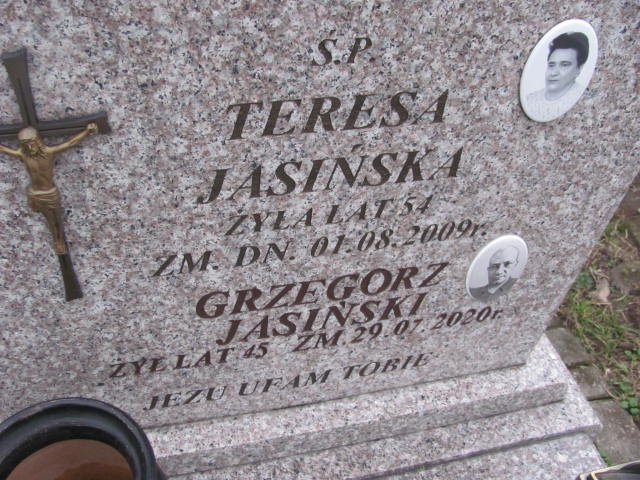 Ś.P.
TERESA
JASIŃSKA
ŻYŁA LAT 54
ZM. DN. 01.08.2009r.
GRZEGORZ
JASIŃSKI
ŻYŁ LAT 45 ZM. 29.07.2020r.
JEZU UFAM TOBIE